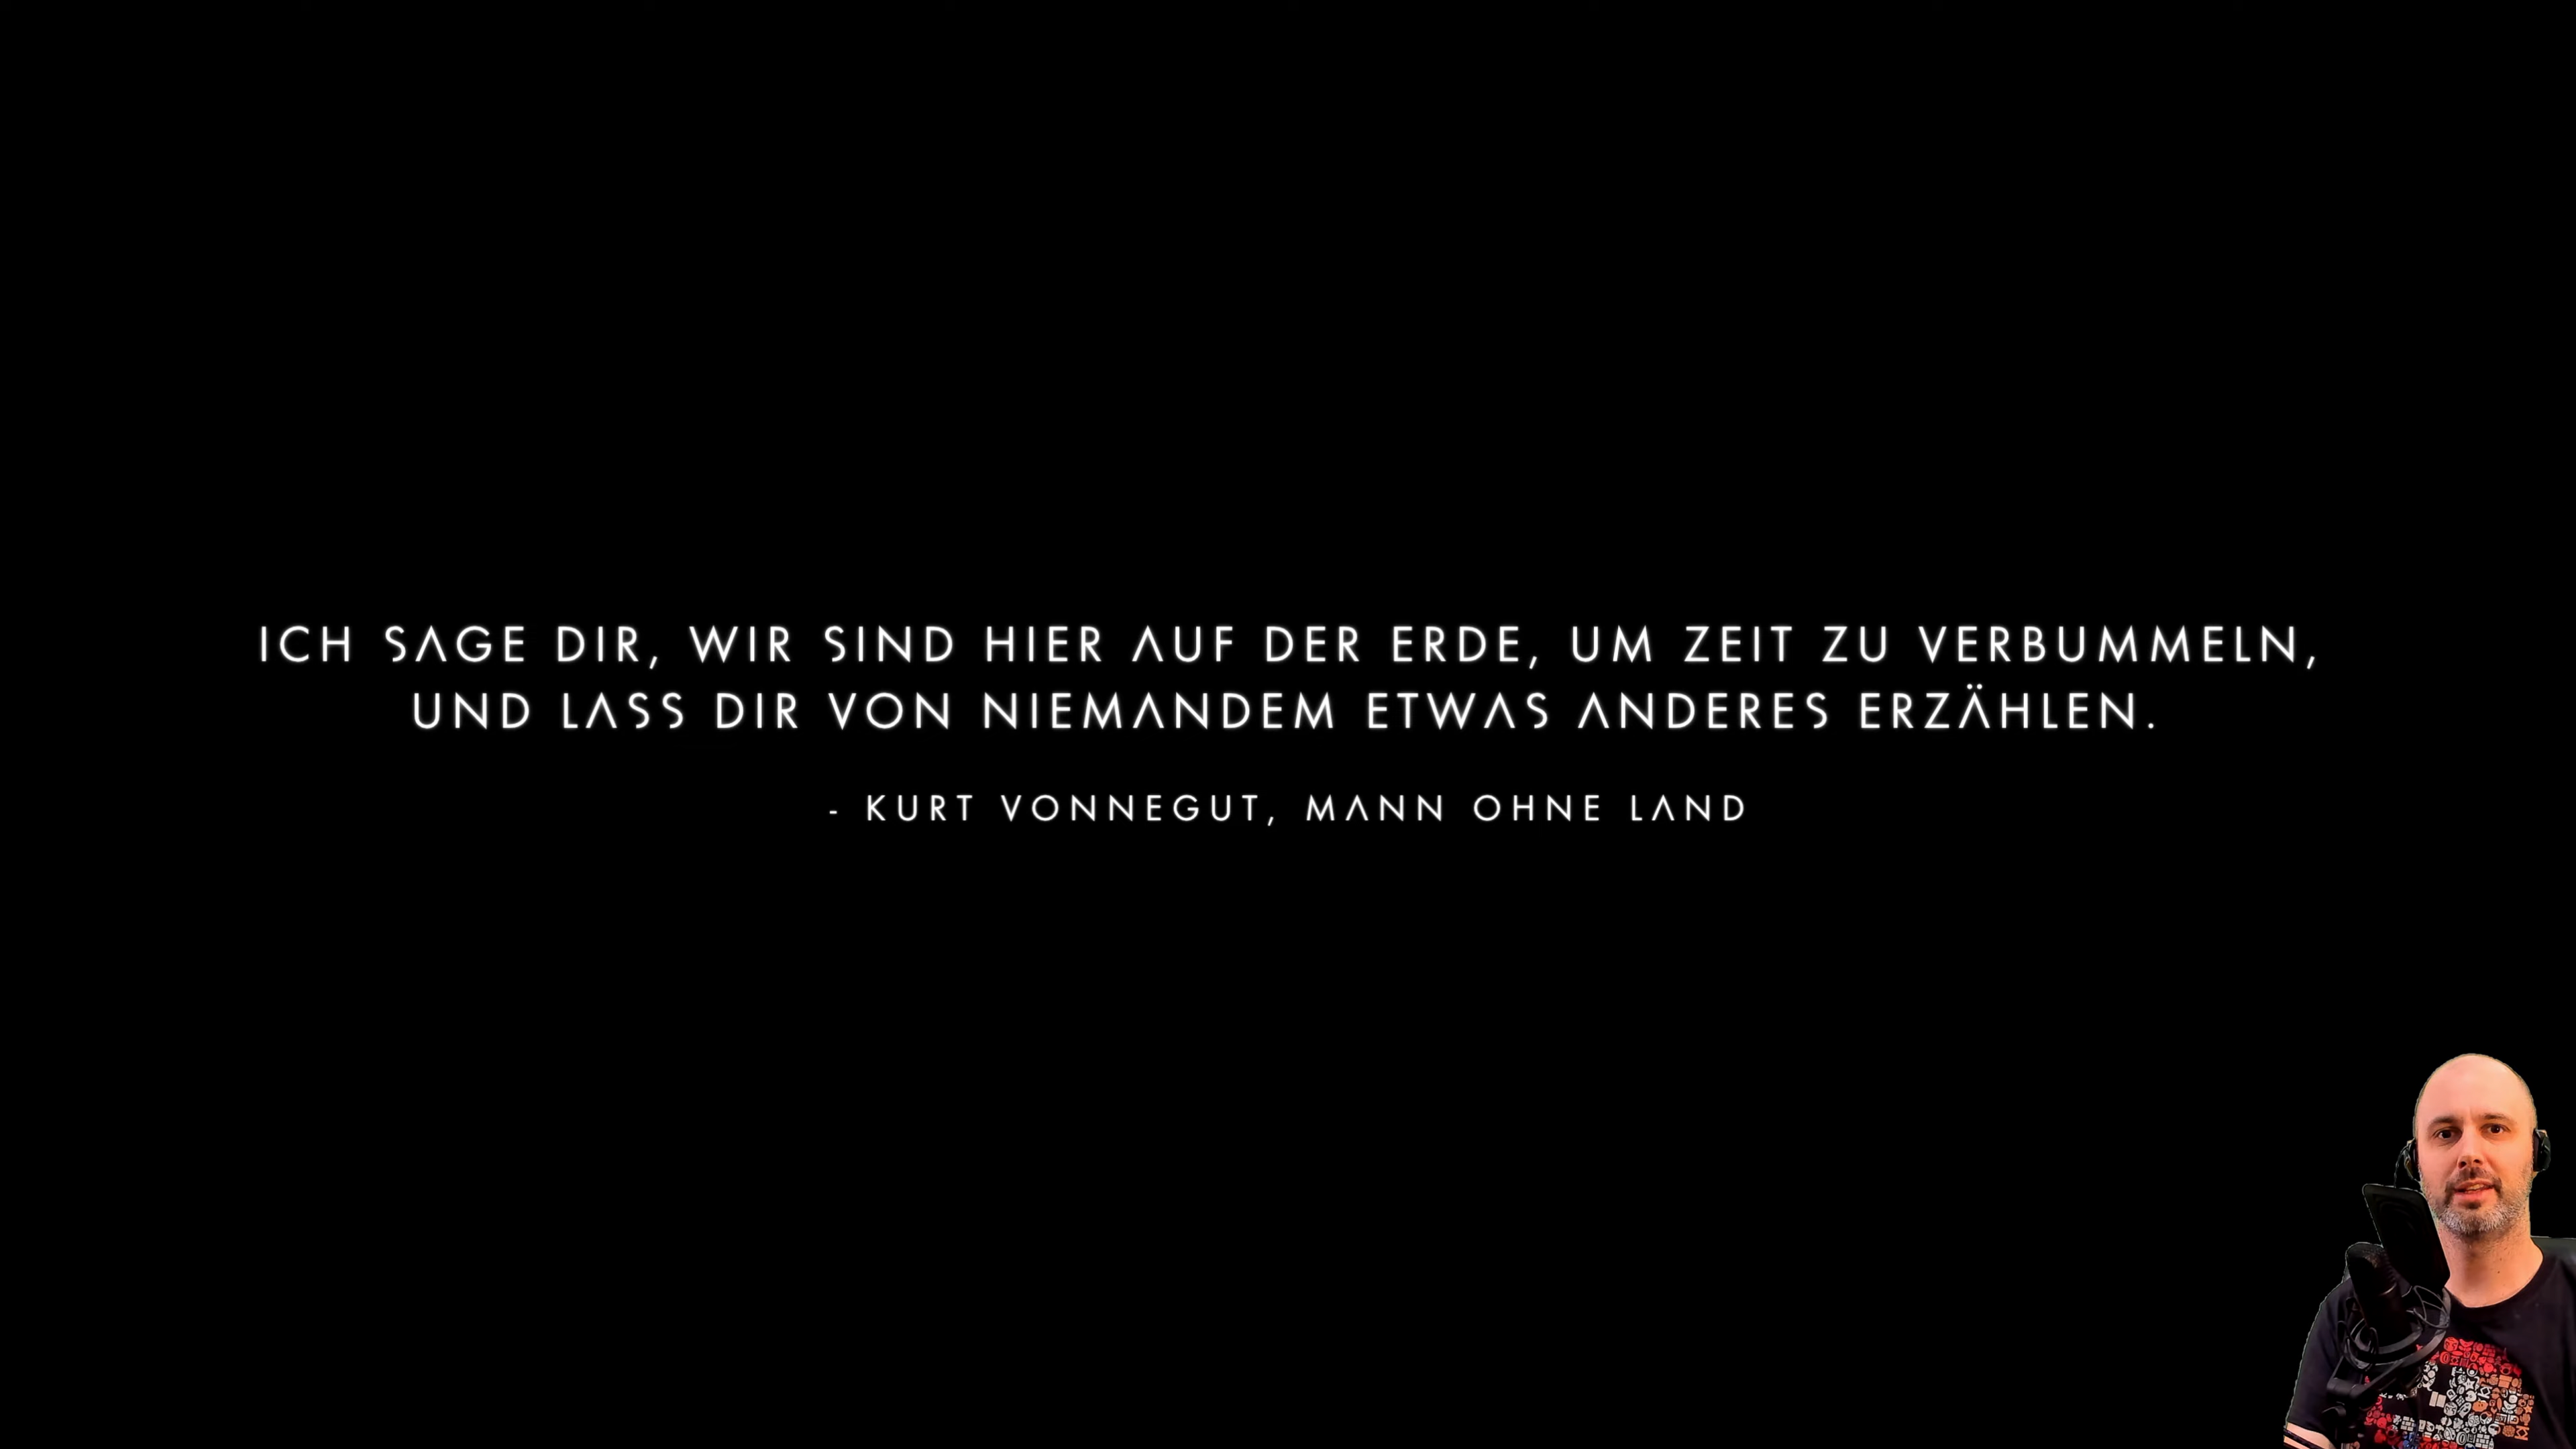 ICH SAGE DIR, WIR SIND HIER AUF DER ERDE, UM ZEIT ZU VERBUMMELN,
UND LASS DIR VON NIEMANDEM ETWAS ANDERES ERZÄHLEN.
- KURT VONNEGUT, MANN OHNE LAND